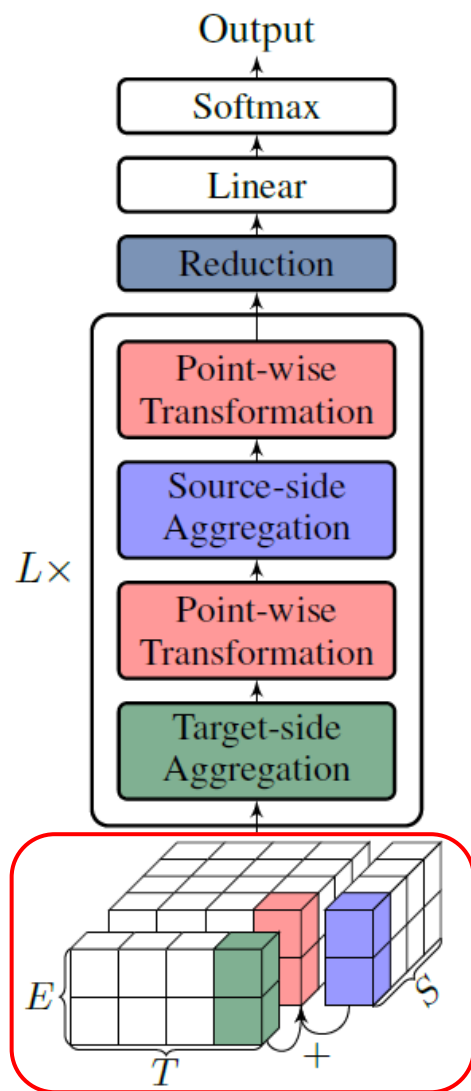 Output
Softmax
Linear
Reduction
Point-wise
Transformation
Source-side
Aggregation
L×
Point-wise
Transformation
Target-side
Aggregation
E
S
T
+